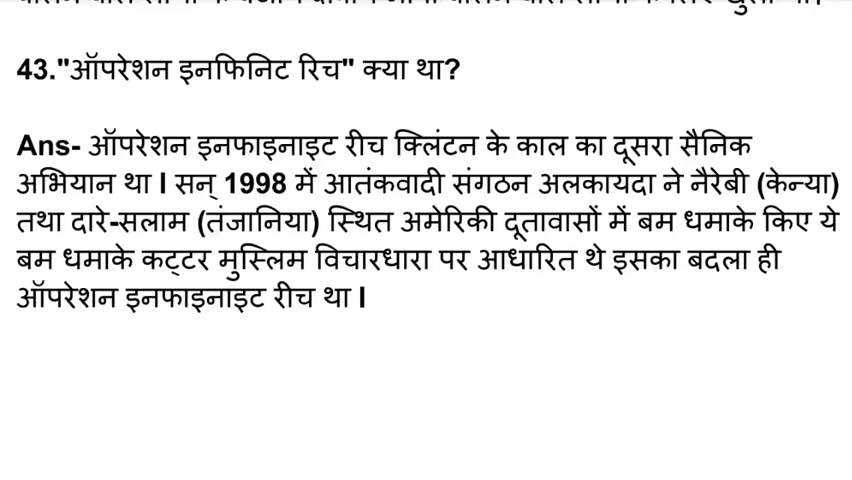 43."ऑपरेशन इनफिनिट रिच" क्या था?
Ans- ऑपरेशन इनफाइनाइट रीच क्लिंटन के काल का दूसरा सैनिक
अभियान था I सन् 1998 में आतंकवादी संगठन अलकायदा ने नैरेबी (केन्या)
तथा दारे-सलाम (तंजानिया) स्थित अमेरिकी दूतावासों में बम धमाके किए ये
बम धमाके कट्टर मुस्लिम विचारधारा पर आधारित थे इसका बदला ही
ऑपरेशन इनफाइनाइट रीच था I